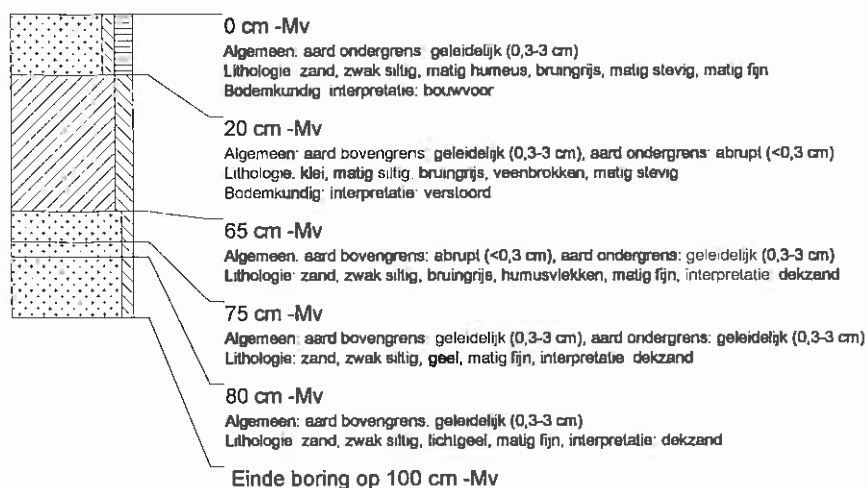 0 cm -Mv
Algemeen: aard ondergrens: geleidelijk (0,3-3 cm)
Lithologie: zand, zwak siltig, matig humeus, bruingrijs, matig stevig, matig fijn
Bodemkundig: interpretatie: bouwvoor
20 cm -Mv
Algemeen: aard bovengrens: geleidelijk (0,3-3 cm), aard ondergrens: abrupt (<0,3 cm)
Lithologie: klei, matig siltig, bruingrijs, veenbrokken, matig stevig
Bodemkundig: interpretatie: verstoord
65 cm -Mv
Algemeen: aard bovengrens: abrupt (<0,3 cm), aard ondergrens: geleidelijk (0,3-3 cm)
Lithologie: zand, zwak siltig, bruingrijs, humusvlekken, matig fijn, interpretatie: dekzand
75 cm -Mv
Algemeen: aard bovengrens: geleidelijk (0,3-3 cm), aard ondergrens: geleidelijk (0,3-3 cm)
Lithologie: zand, zwak siltig, geel, matig fijn, interpretatie: dekzand
80 cm -Mv
Algemeen: aard bovengrens: geleidelijk (0,3-3 cm)
Lithologie: zand, zwak siltig, lichtgeel, matig fijn, interpretatie: dekzand
Einde boring op 100 cm -Mv